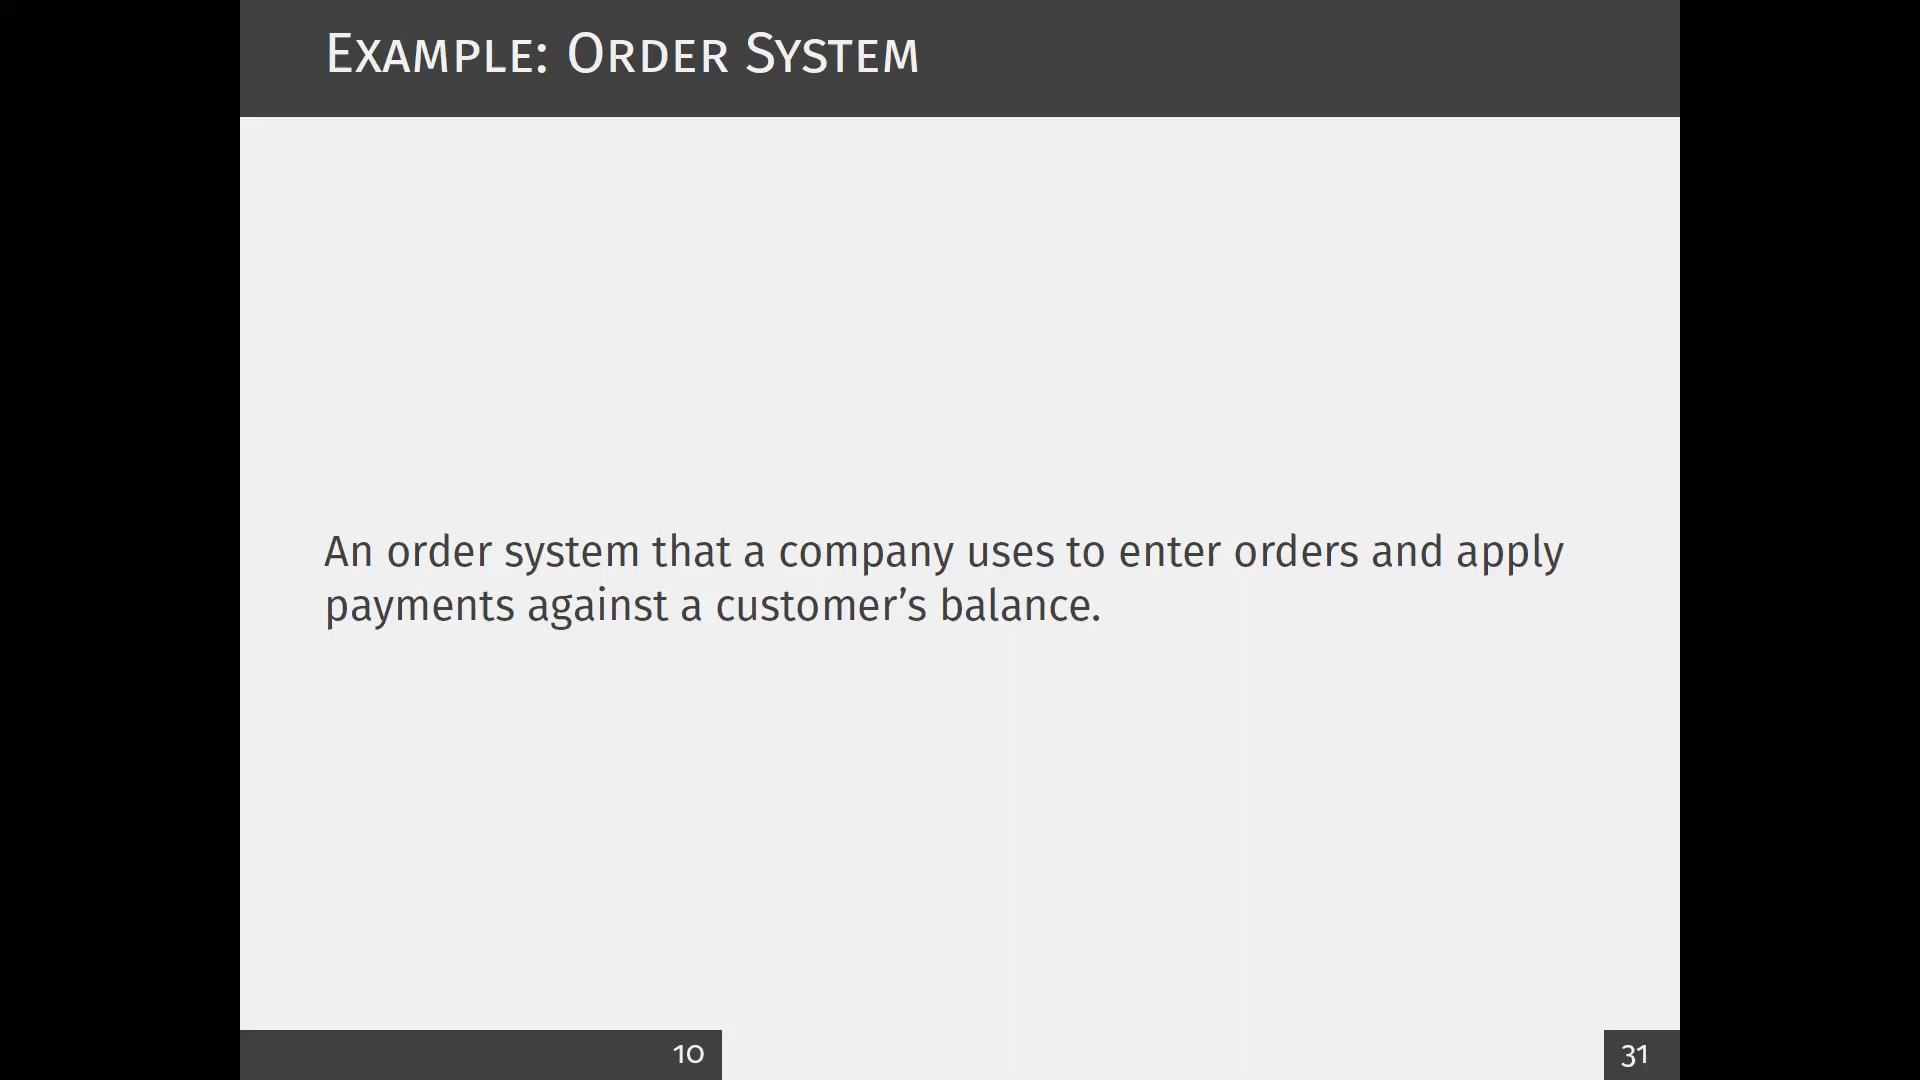 Example: Order System
An order system that a company uses to enter orders and apply
payments against a customer’s balance.
10
31